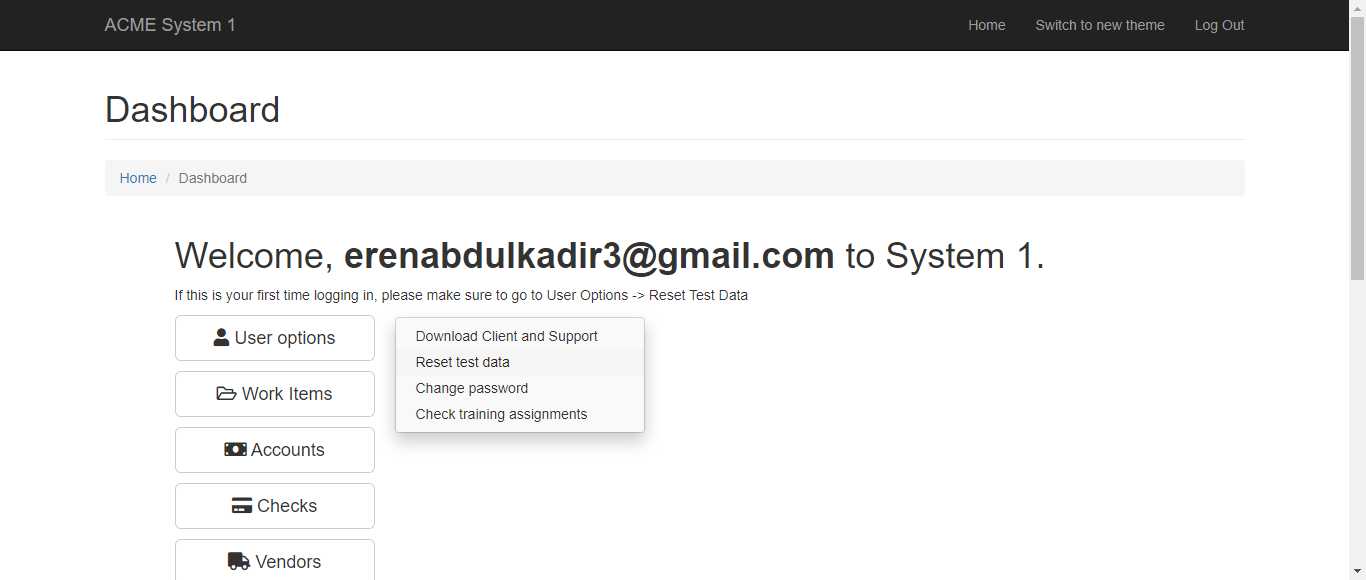 ACME System 1
Home
Switch to new theme
Log Out
Dashboard
Home / Dashboard
Welcome, erenabdulkadir3@gmail.com to System 1.
If this is your first time logging in, please make sure to go to User Options -> Reset Test Data
User options
Download Client and Support
Reset test data
Change password
Check training assignments
Work Items
Accounts
Checks
Vendors